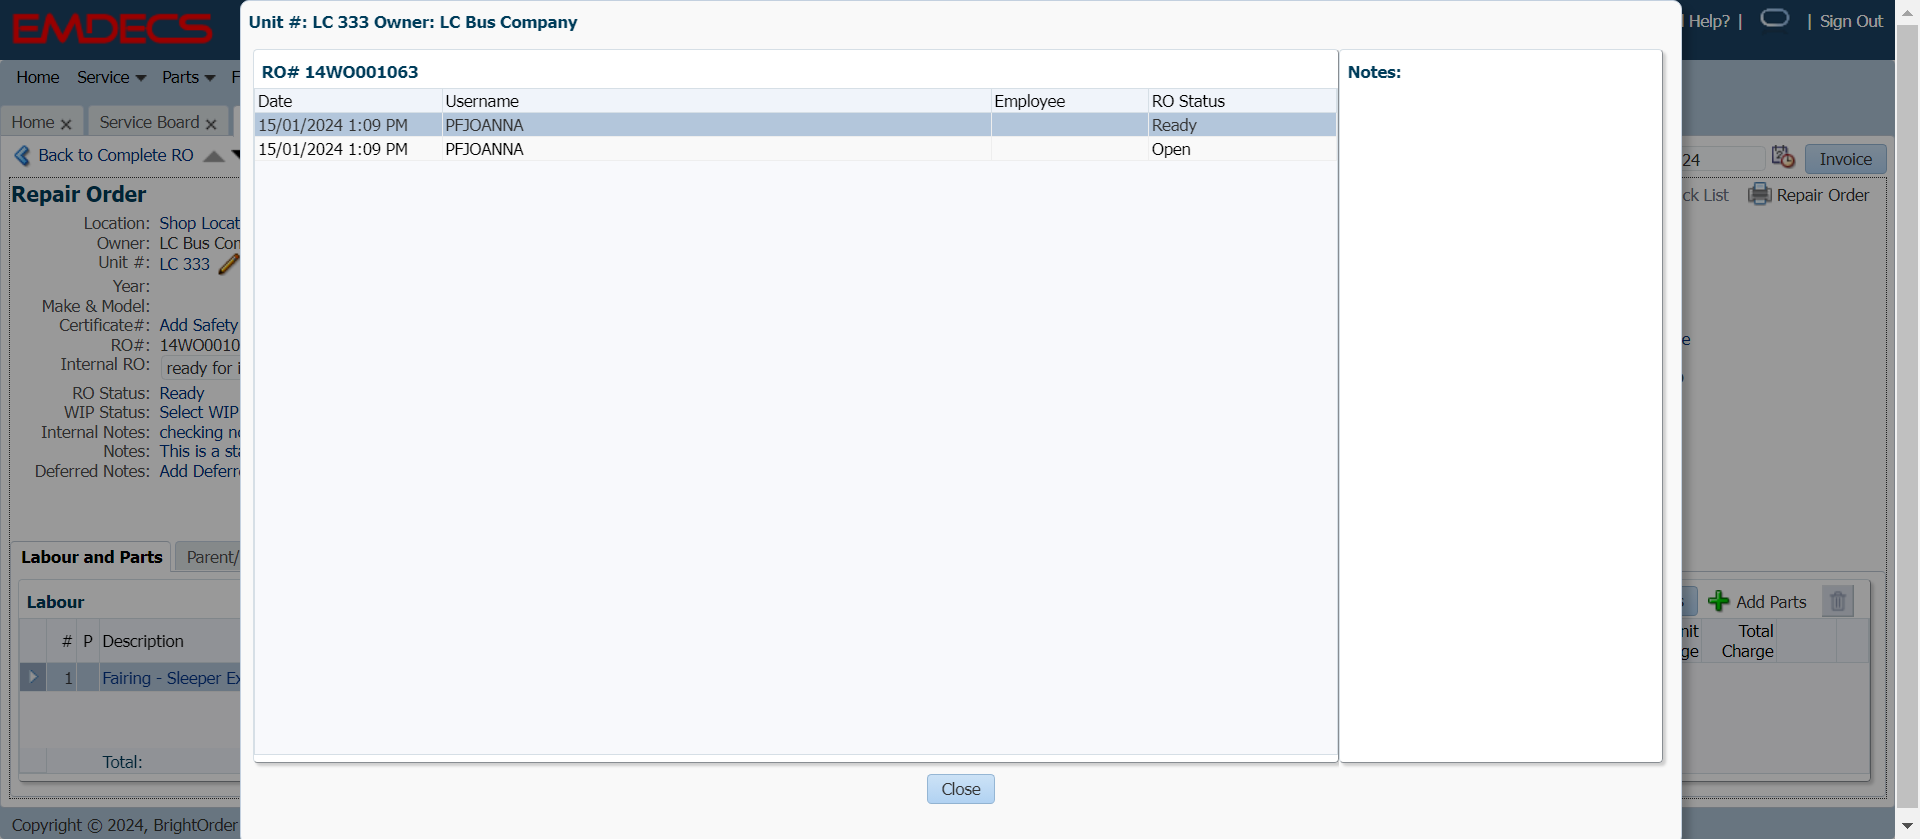 EMDECS
Unit #: LC 333 Owner: LC Bus Company
Help? | | Sign Out
Home Service Parts F
Home Service Board
Back to Complete RO
24 Invoice
ck List Repair Order
Repair Order
Location: Shop Locat
Owner: LC Bus Con
Unit #: LC 333
Year:
Make & Model:
Certificate#: Add Safety
RO#: 14WO0010
Internal RO: ready for i
RO Status: Ready
WIP Status: Select WIP
Internal Notes: checking no
Notes: This is a sta
Deferred Notes: Add Deferre
RO# 14WO001063
Date Username Employee RO Status
15/01/2024 1:09 PM PFJOANNA Ready
15/01/2024 1:09 PM PFJOANNA Open
Notes:
Close
Labour and Parts Parent/
Labour
# P Description
1 Fairing - Sleeper Ex
Total:
Add Parts
nit Total
ge Charge
Copyright © 2024, BrightOrder